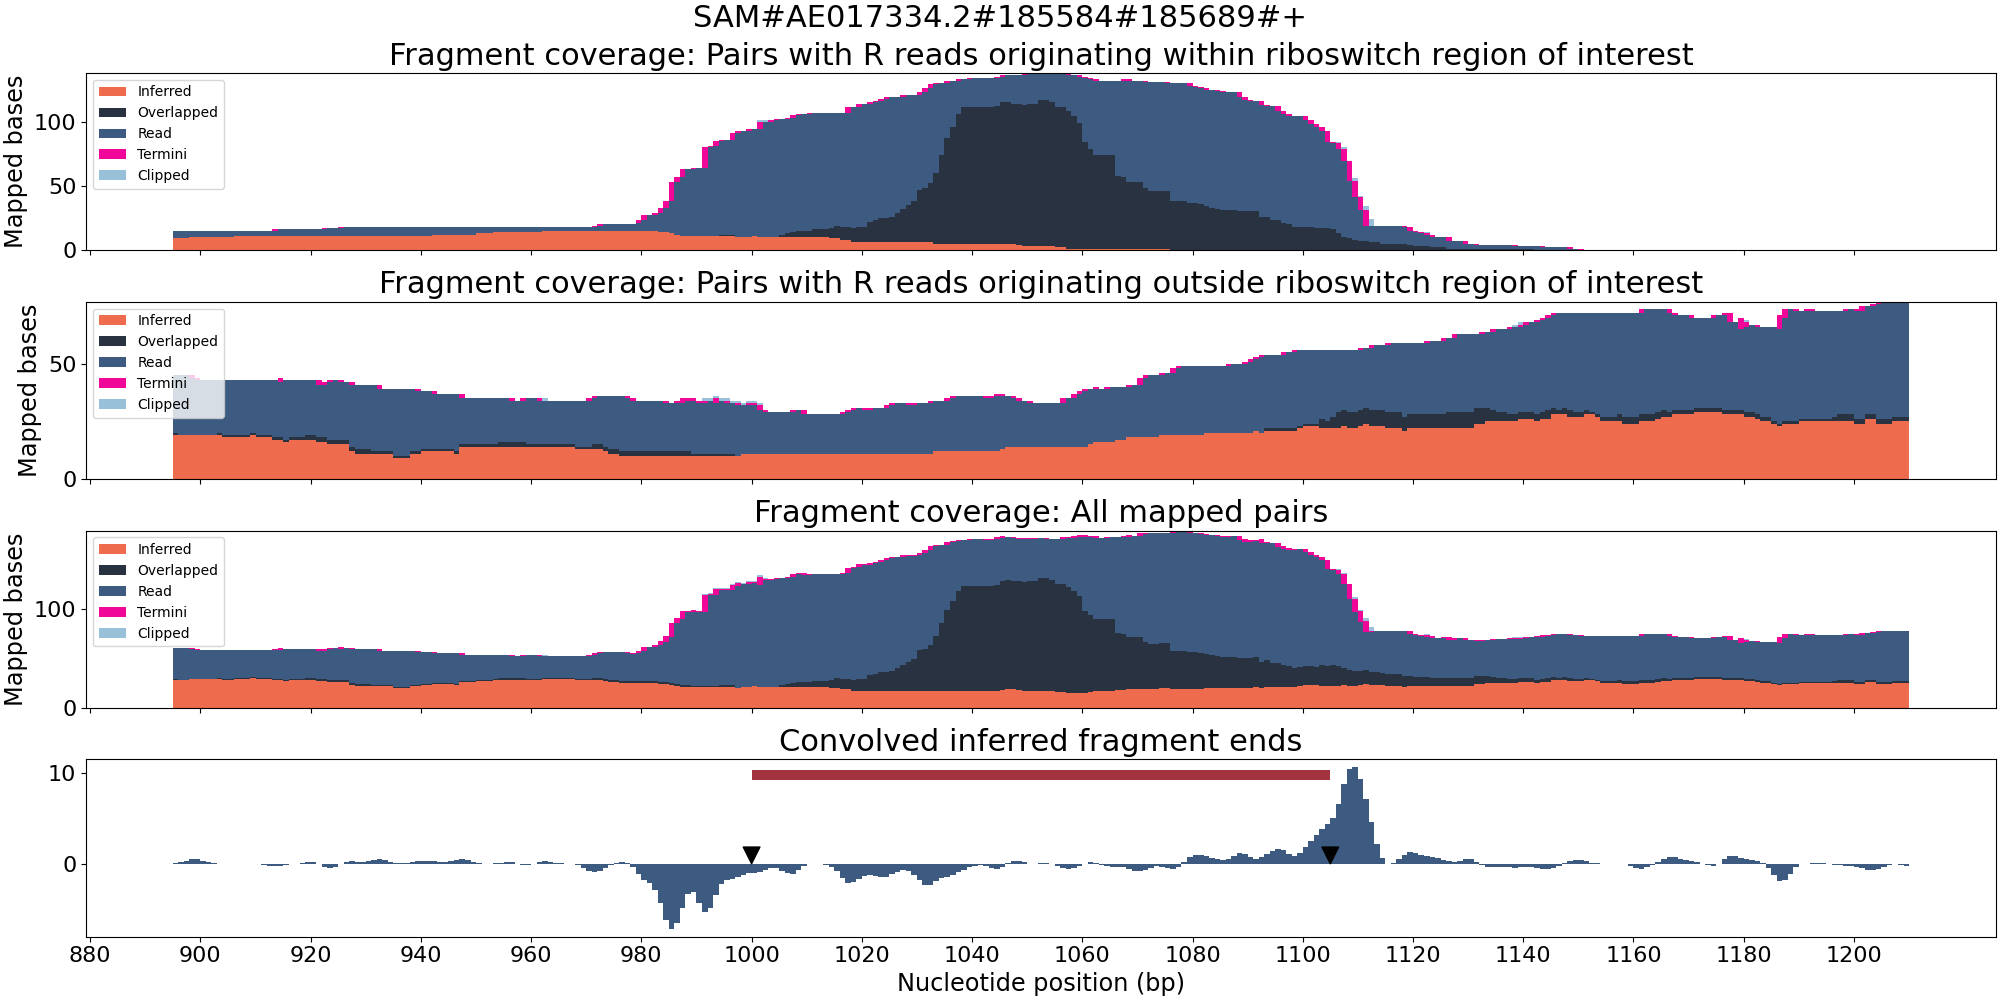 SAM#AE017334.2#185584#185689#+
Fragment coverage: Pairs with R reads originating within riboswitch region of interest
Mapped bases
100
50
0
Inferred
Overlapped
Read
Termini
Clipped
Fragment coverage: Pairs with R reads originating outside riboswitch region of interest
Mapped bases
50
0
Inferred
Overlapped
Read
Termini
Clipped
Fragment coverage: All mapped pairs
Mapped bases
100
0
Inferred
Overlapped
Read
Termini
Clipped
Convolved inferred fragment ends
10
0
880 900 920 940 960 980 1000 1020 1040 1060 1080 1100 1120 1140 1160 1180 1200
Nucleotide position (bp)